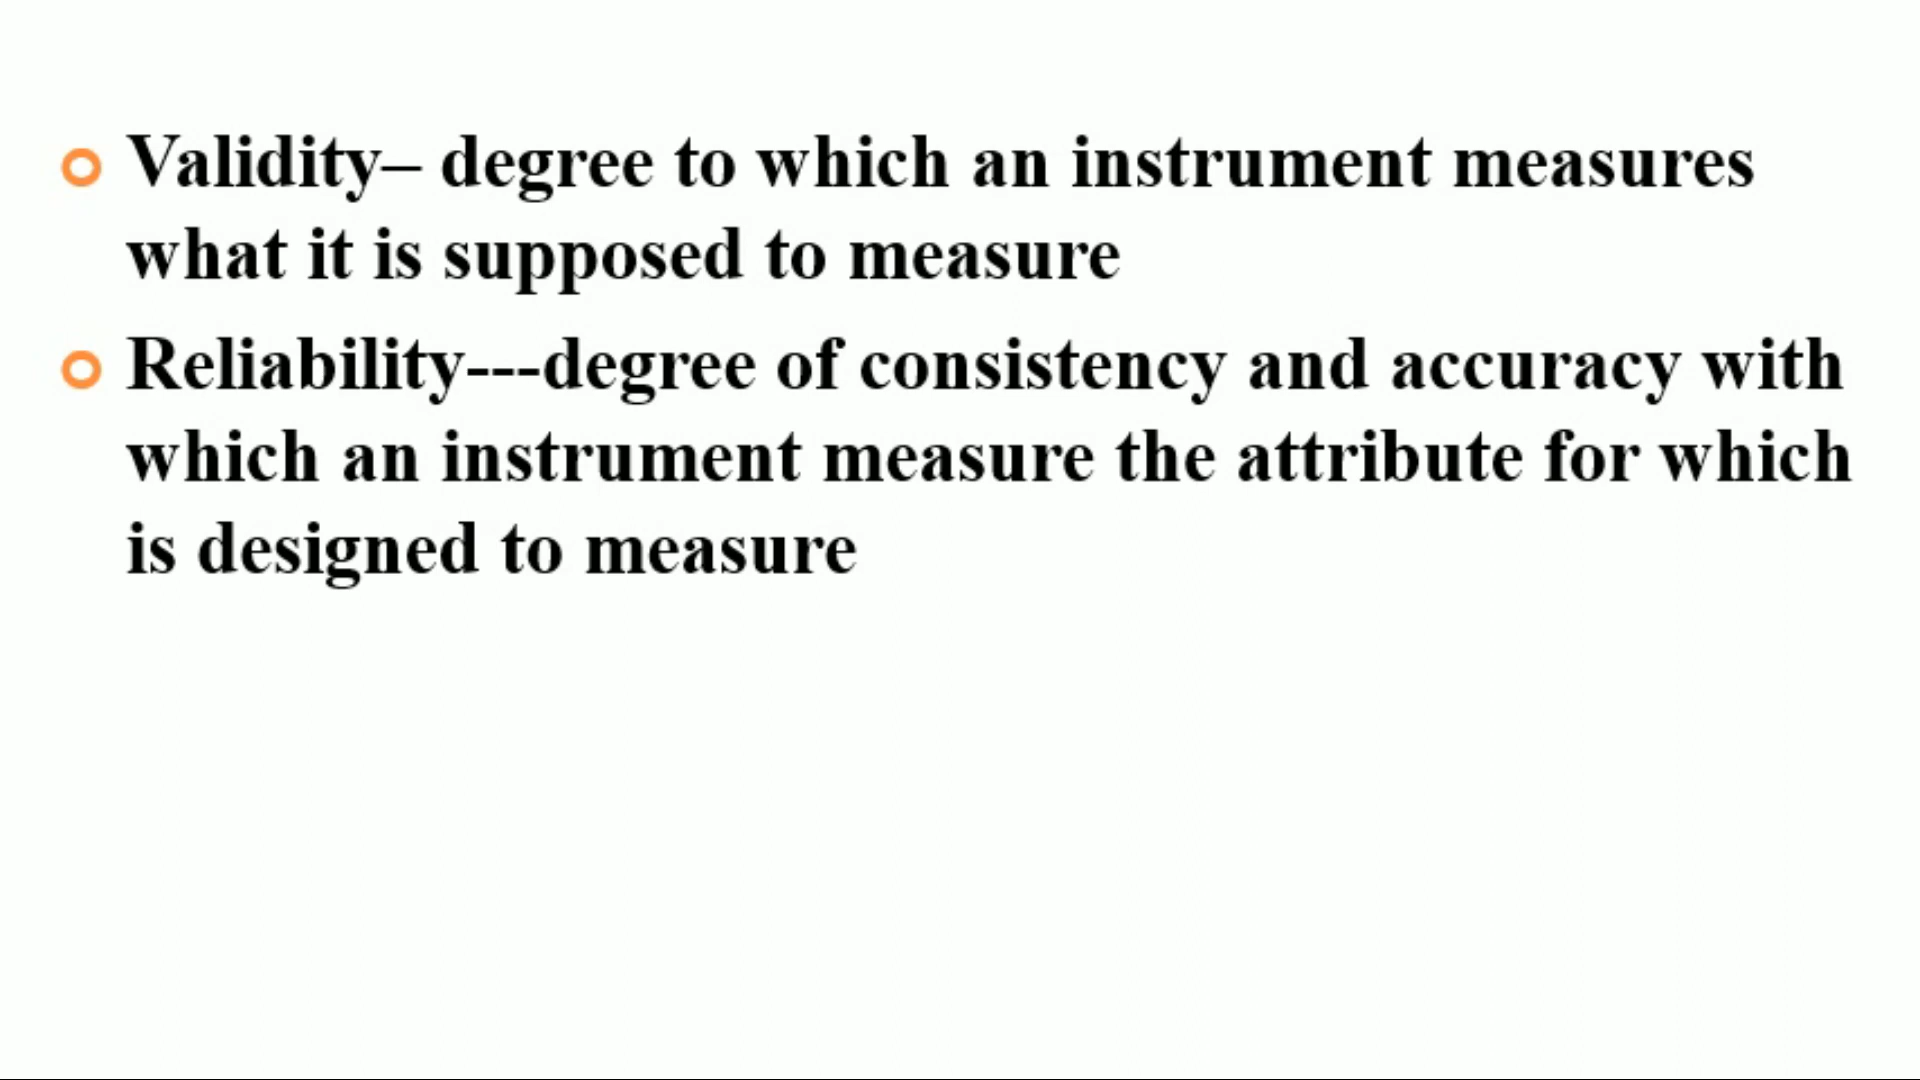 Validity– degree to which an instrument measures
what it is supposed to measure
Reliability---degree of consistency and accuracy with
which an instrument measure the attribute for which
is designed to measure